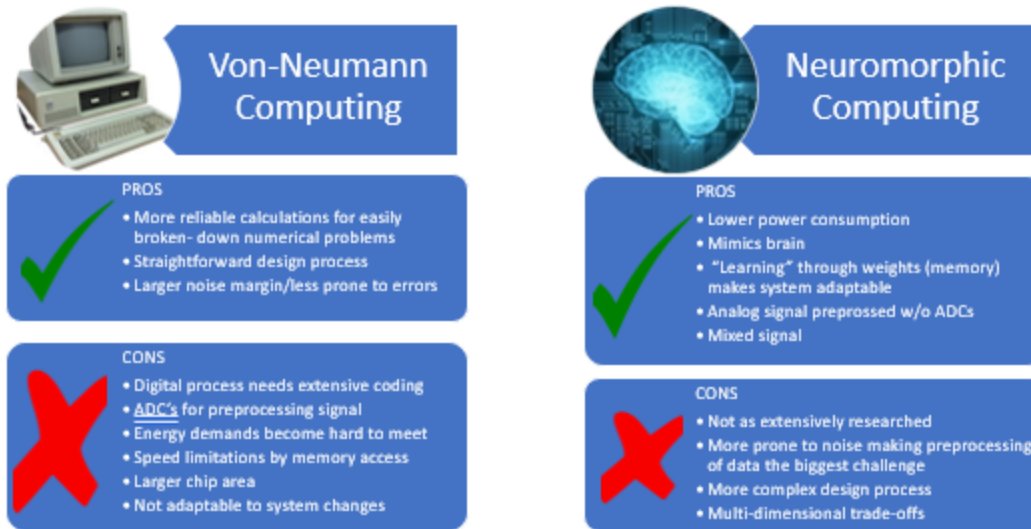 Von-Neumann
Computing
PROS
• More reliable calculations for easily
broken- down numerical problems
• Straightforward design process
• Larger noise margin/less prone to errors
CONS
• Digital process needs extensive coding
• ADC's for preprocessing signal
• Energy demands become hard to meet
• Speed limitations by memory access
• Larger chip area
• Not adaptable to system changes
Neuromorphic
Computing
PROS
• Lower power consumption
• Mimics brain
• "Learning" through weights (memory)
makes system adaptable
• Analog signal preprossed w/o ADCs
• Mixed signal
CONS
• Not as extensively researched
• More prone to noise making preprocessing
of data the biggest challenge
• More complex design process
• Multi-dimensional trade-offs